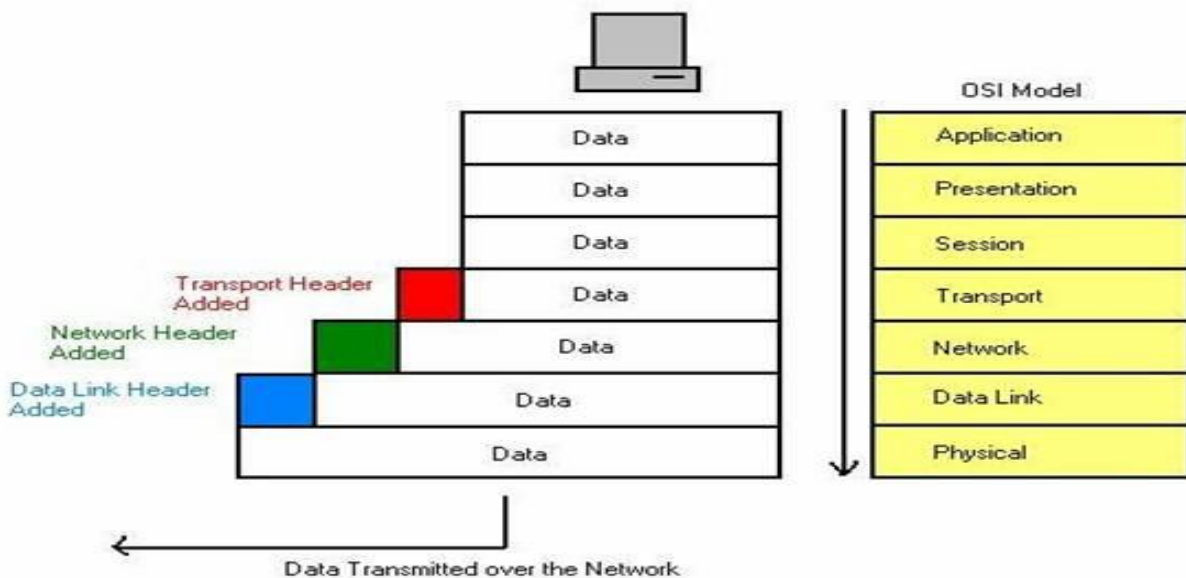 OSI Model
Data
Application
Data
Presentation
Data
Session
Transport Header
Added
Data
Transport
Network Header
Added
Data
Network
Data Link Header
Added
Data
Data Link
Data
Physical
Data Transmitted over the Network